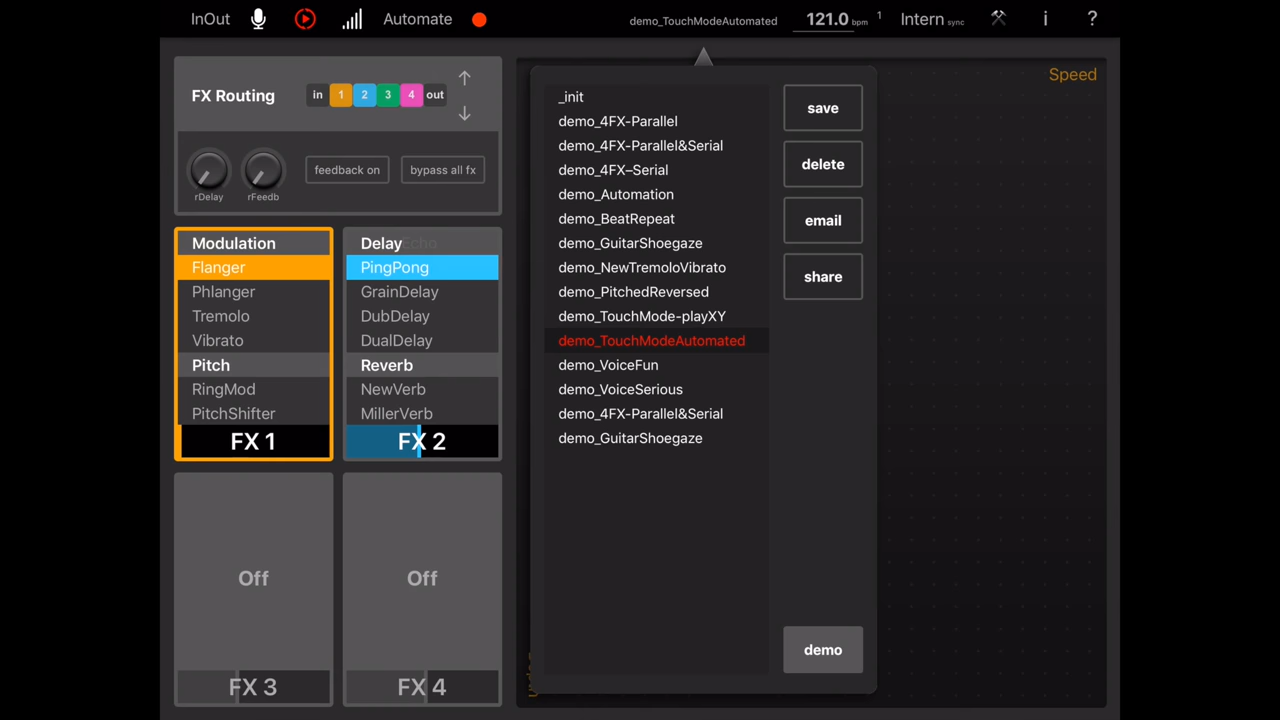 InOut Automate demo_TouchModeAutomated 121.0 bpm 1 Intern sync i ?
FX Routing in 1 2 3 4 out
rDelay rFeedb feedback on bypass all fx
Modulation
Flanger
Phlanger
Tremolo
Vibrato
Pitch
RingMod
PitchShifter
FX 1
Delay Echo
PingPong
GrainDelay
DubDelay
DualDelay
Reverb
NewVerb
MillerVerb
FX 2
Off
FX 3
Off
FX 4
_init
demo_4FX-Parallel
demo_4FX-Parallel&Serial
demo_4FX–Serial
demo_Automation
demo_BeatRepeat
demo_GuitarShoegaze
demo_NewTremoloVibrato
demo_PitchedReversed
demo_TouchMode-playXY
demo_TouchModeAutomated
demo_VoiceFun
demo_VoiceSerious
demo_4FX-Parallel&Serial
demo_GuitarShoegaze
save
delete
email
share
demo
Speed